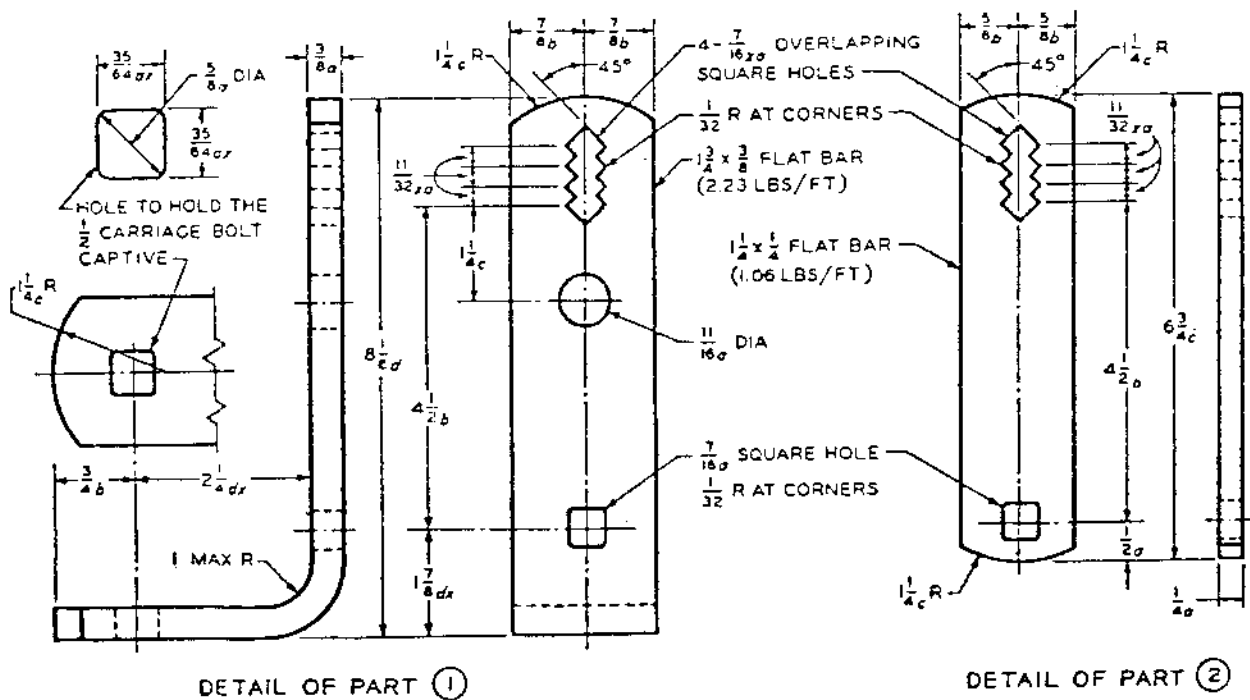 35/64 ax
5/8 a DIA
35/64 ax
HOLE TO HOLD THE
1/2 CARRIAGE BOLT
CAPTIVE
1 1/4 c R
3/4 b
2 1/4 dx
3/8 a
1 MAX R
4 1/2 b
1 7/8 dx
1 1/4 c
11/32 xa
7/8 b
7/8 b
1 1/4 c R
45°
4 - 7/16 xa OVERLAPPING
SQUARE HOLES
1/32 R AT CORNERS
1 3/4 x 3/8 FLAT BAR
(2.23 LBS/FT)
1 1/4 x 1/4 FLAT BAR
(1.06 LBS/FT)
11/16 a DIA
7/16 a SQUARE HOLE
1/32 R AT CORNERS
5/8 b
5/8 b
45°
1 1/4 c R
11/32 xa
6 3/4 c
4 1/2 b
1/2 a
1 1/4 c R
1/4 a
DETAIL OF PART 1
DETAIL OF PART 2